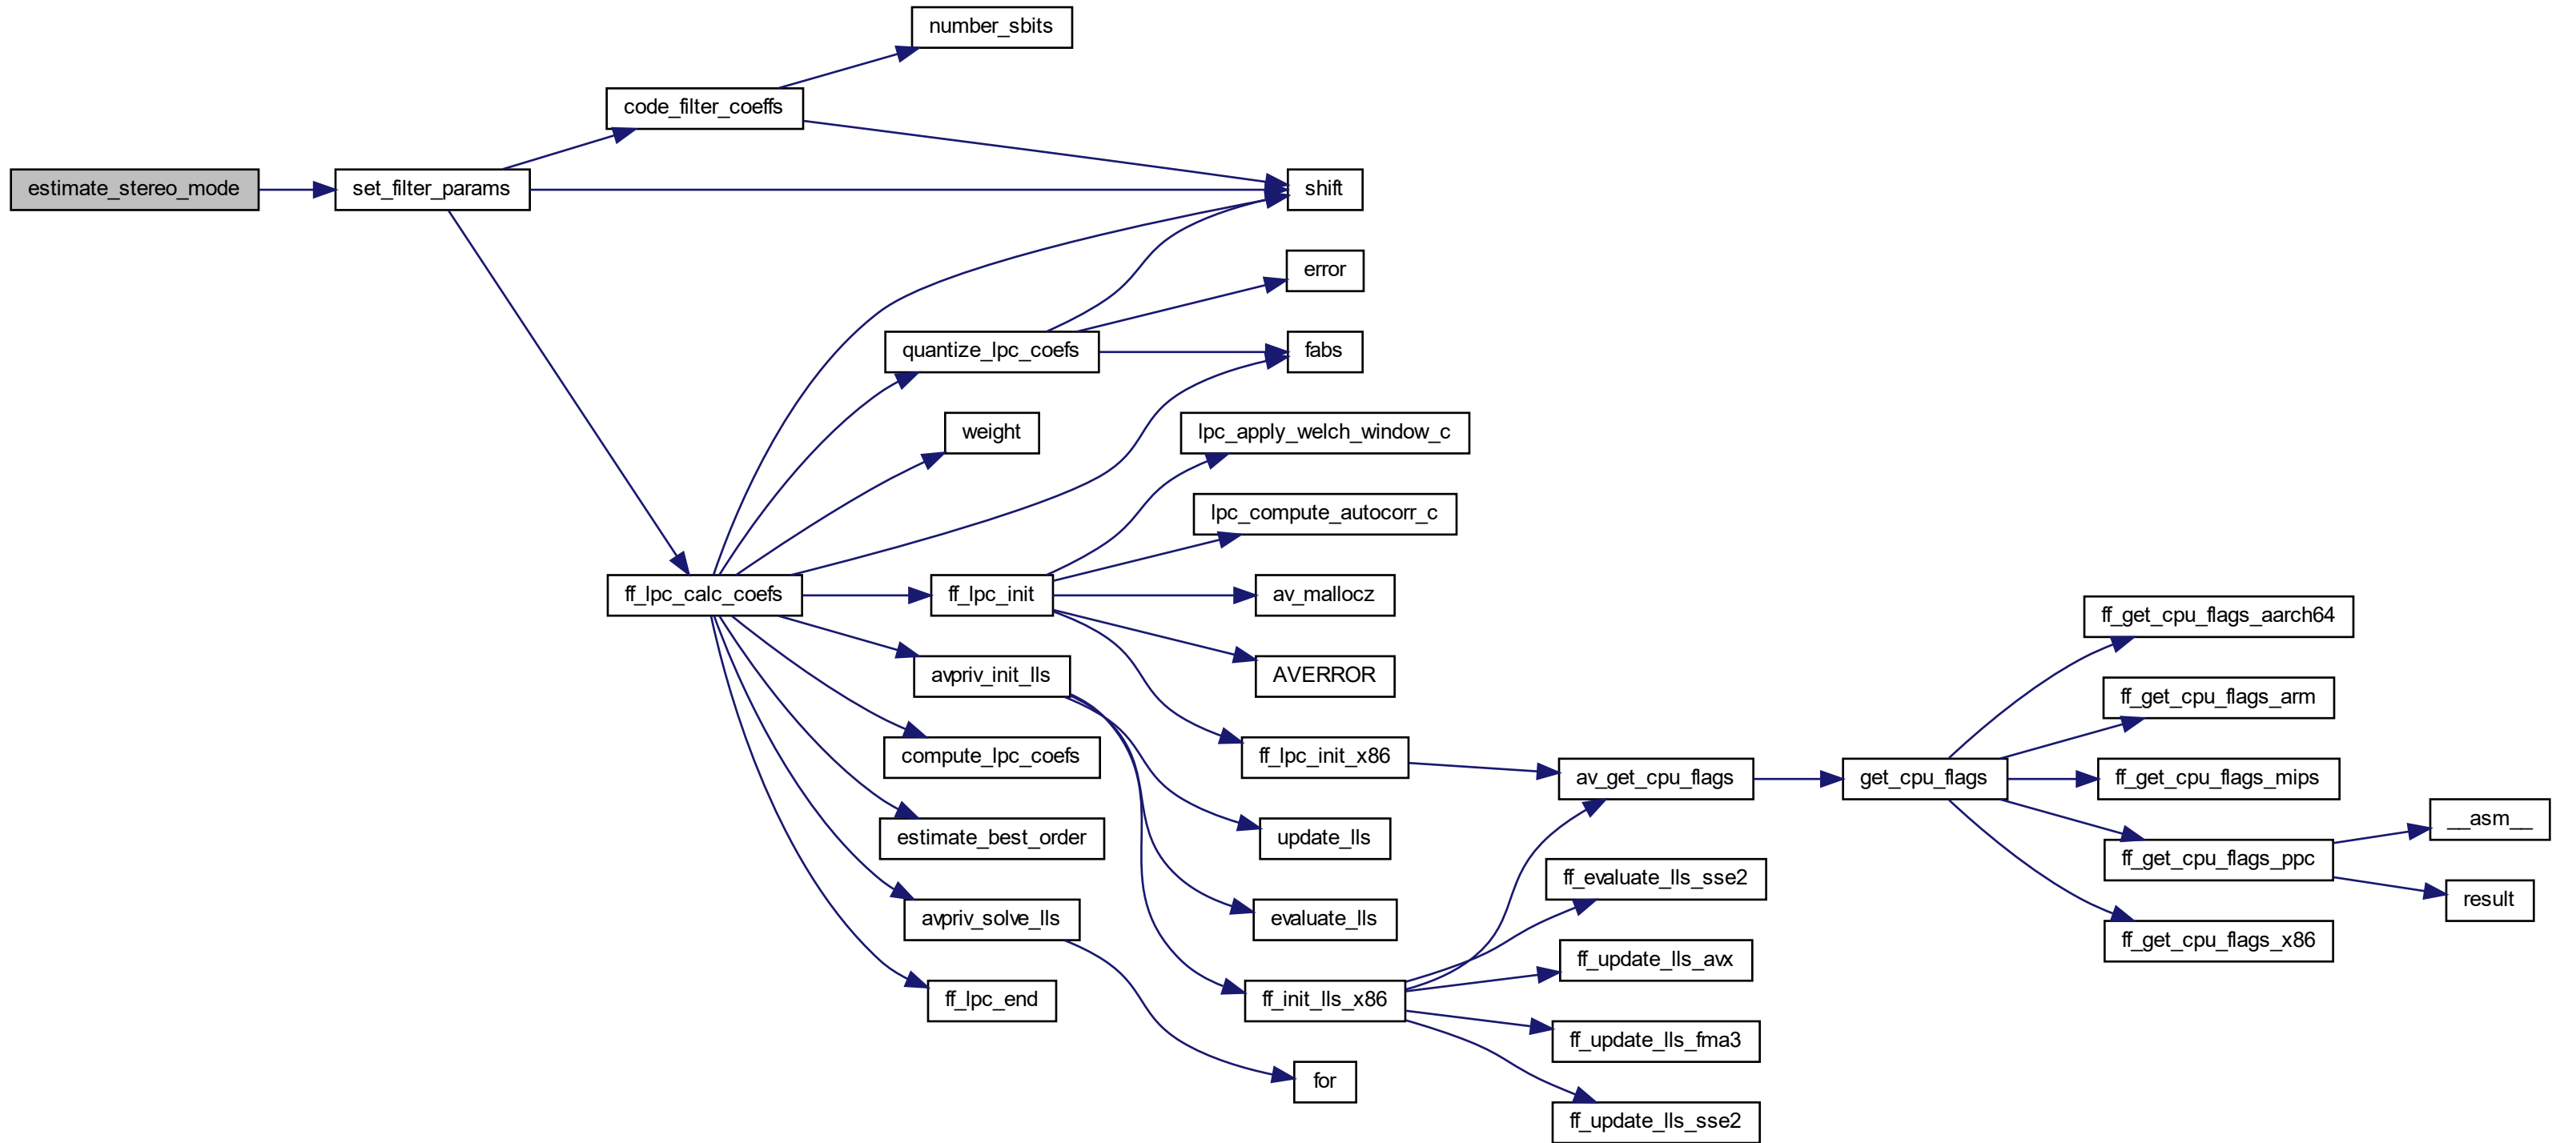 number_sbits
code_filter_coeffs
estimate_stereo_mode
set_filter_params
shift
error
quantize_lpc_coefs
fabs
weight
lpc_apply_welch_window_c
lpc_compute_autocorr_c
ff_lpc_calc_coefs
ff_lpc_init
av_mallocz
ff_get_cpu_flags_aarch64
avpriv_init_lls
AVERROR
ff_get_cpu_flags_arm
compute_lpc_coefs
ff_lpc_init_x86
av_get_cpu_flags
get_cpu_flags
ff_get_cpu_flags_mips
__asm__
estimate_best_order
update_lls
ff_get_cpu_flags_ppc
ff_evaluate_lls_sse2
result
avpriv_solve_lls
evaluate_lls
ff_get_cpu_flags_x86
ff_update_lls_avx
ff_lpc_end
ff_init_lls_x86
ff_update_lls_fma3
for
ff_update_lls_sse2